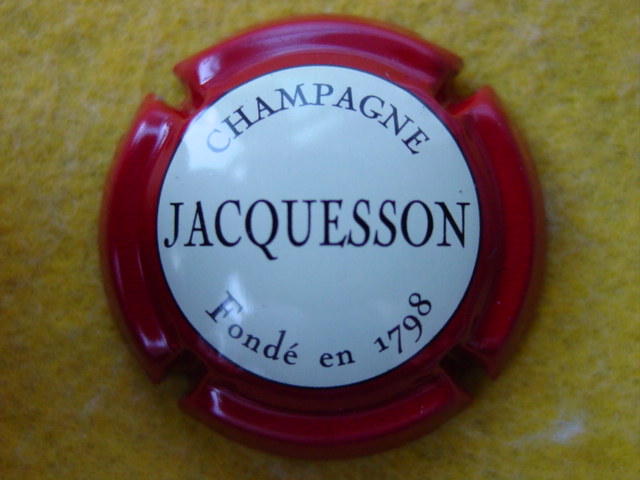 CHAMPAGNE
JACQUESSON
Fondé en 1798